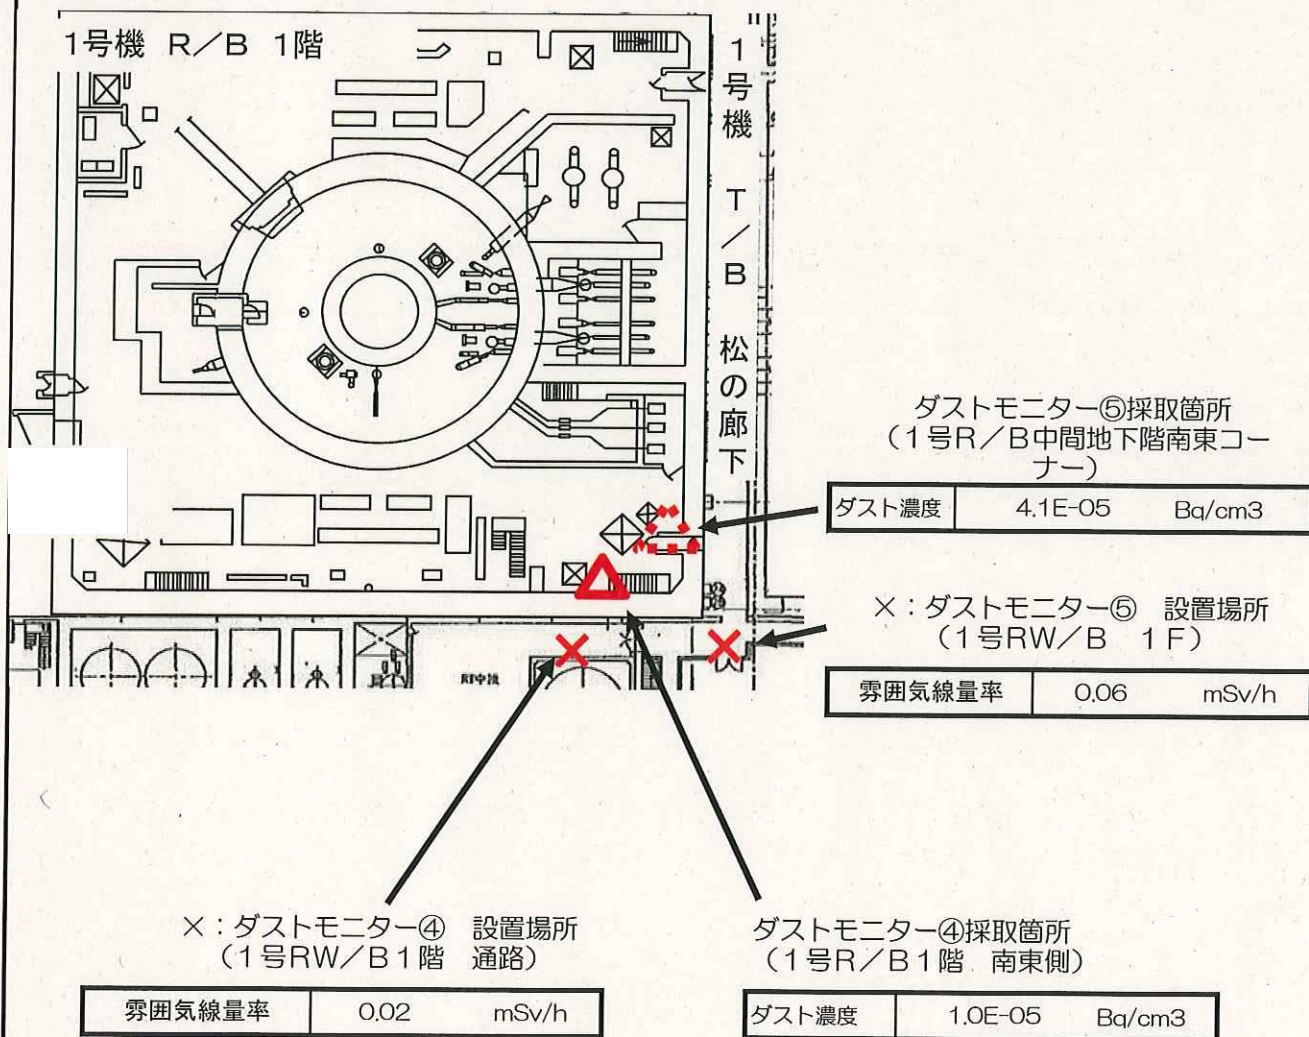 1号機 R/B 1階
1号機 T/B 松の廊下
ダストモニター⑤採取箇所
(1号R/B中間地下階南東コー
ナー)
ダスト濃度 4.1E-05 Bq/cm3
×:ダストモニター⑤ 設置場所
(1号RW/B 1F)
雰囲気線量率 0.06 mSv/h
×:ダストモニター④ 設置場所
(1号RW/B1階 通路)
雰囲気線量率 0.02 mSv/h
ダストモニター④採取箇所
(1号R/B1階 南東側)
ダスト濃度 1.0E-05 Bq/cm3